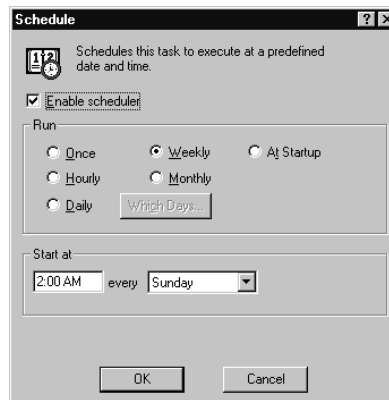 Schedule
Schedules this task to execute at a predefined
date and time.
Enable scheduler
Run
Once
Weekly
At Startup
Hourly
Monthly
Daily
Which Days...
Start at
2:00 AM every Sunday
OK
Cancel